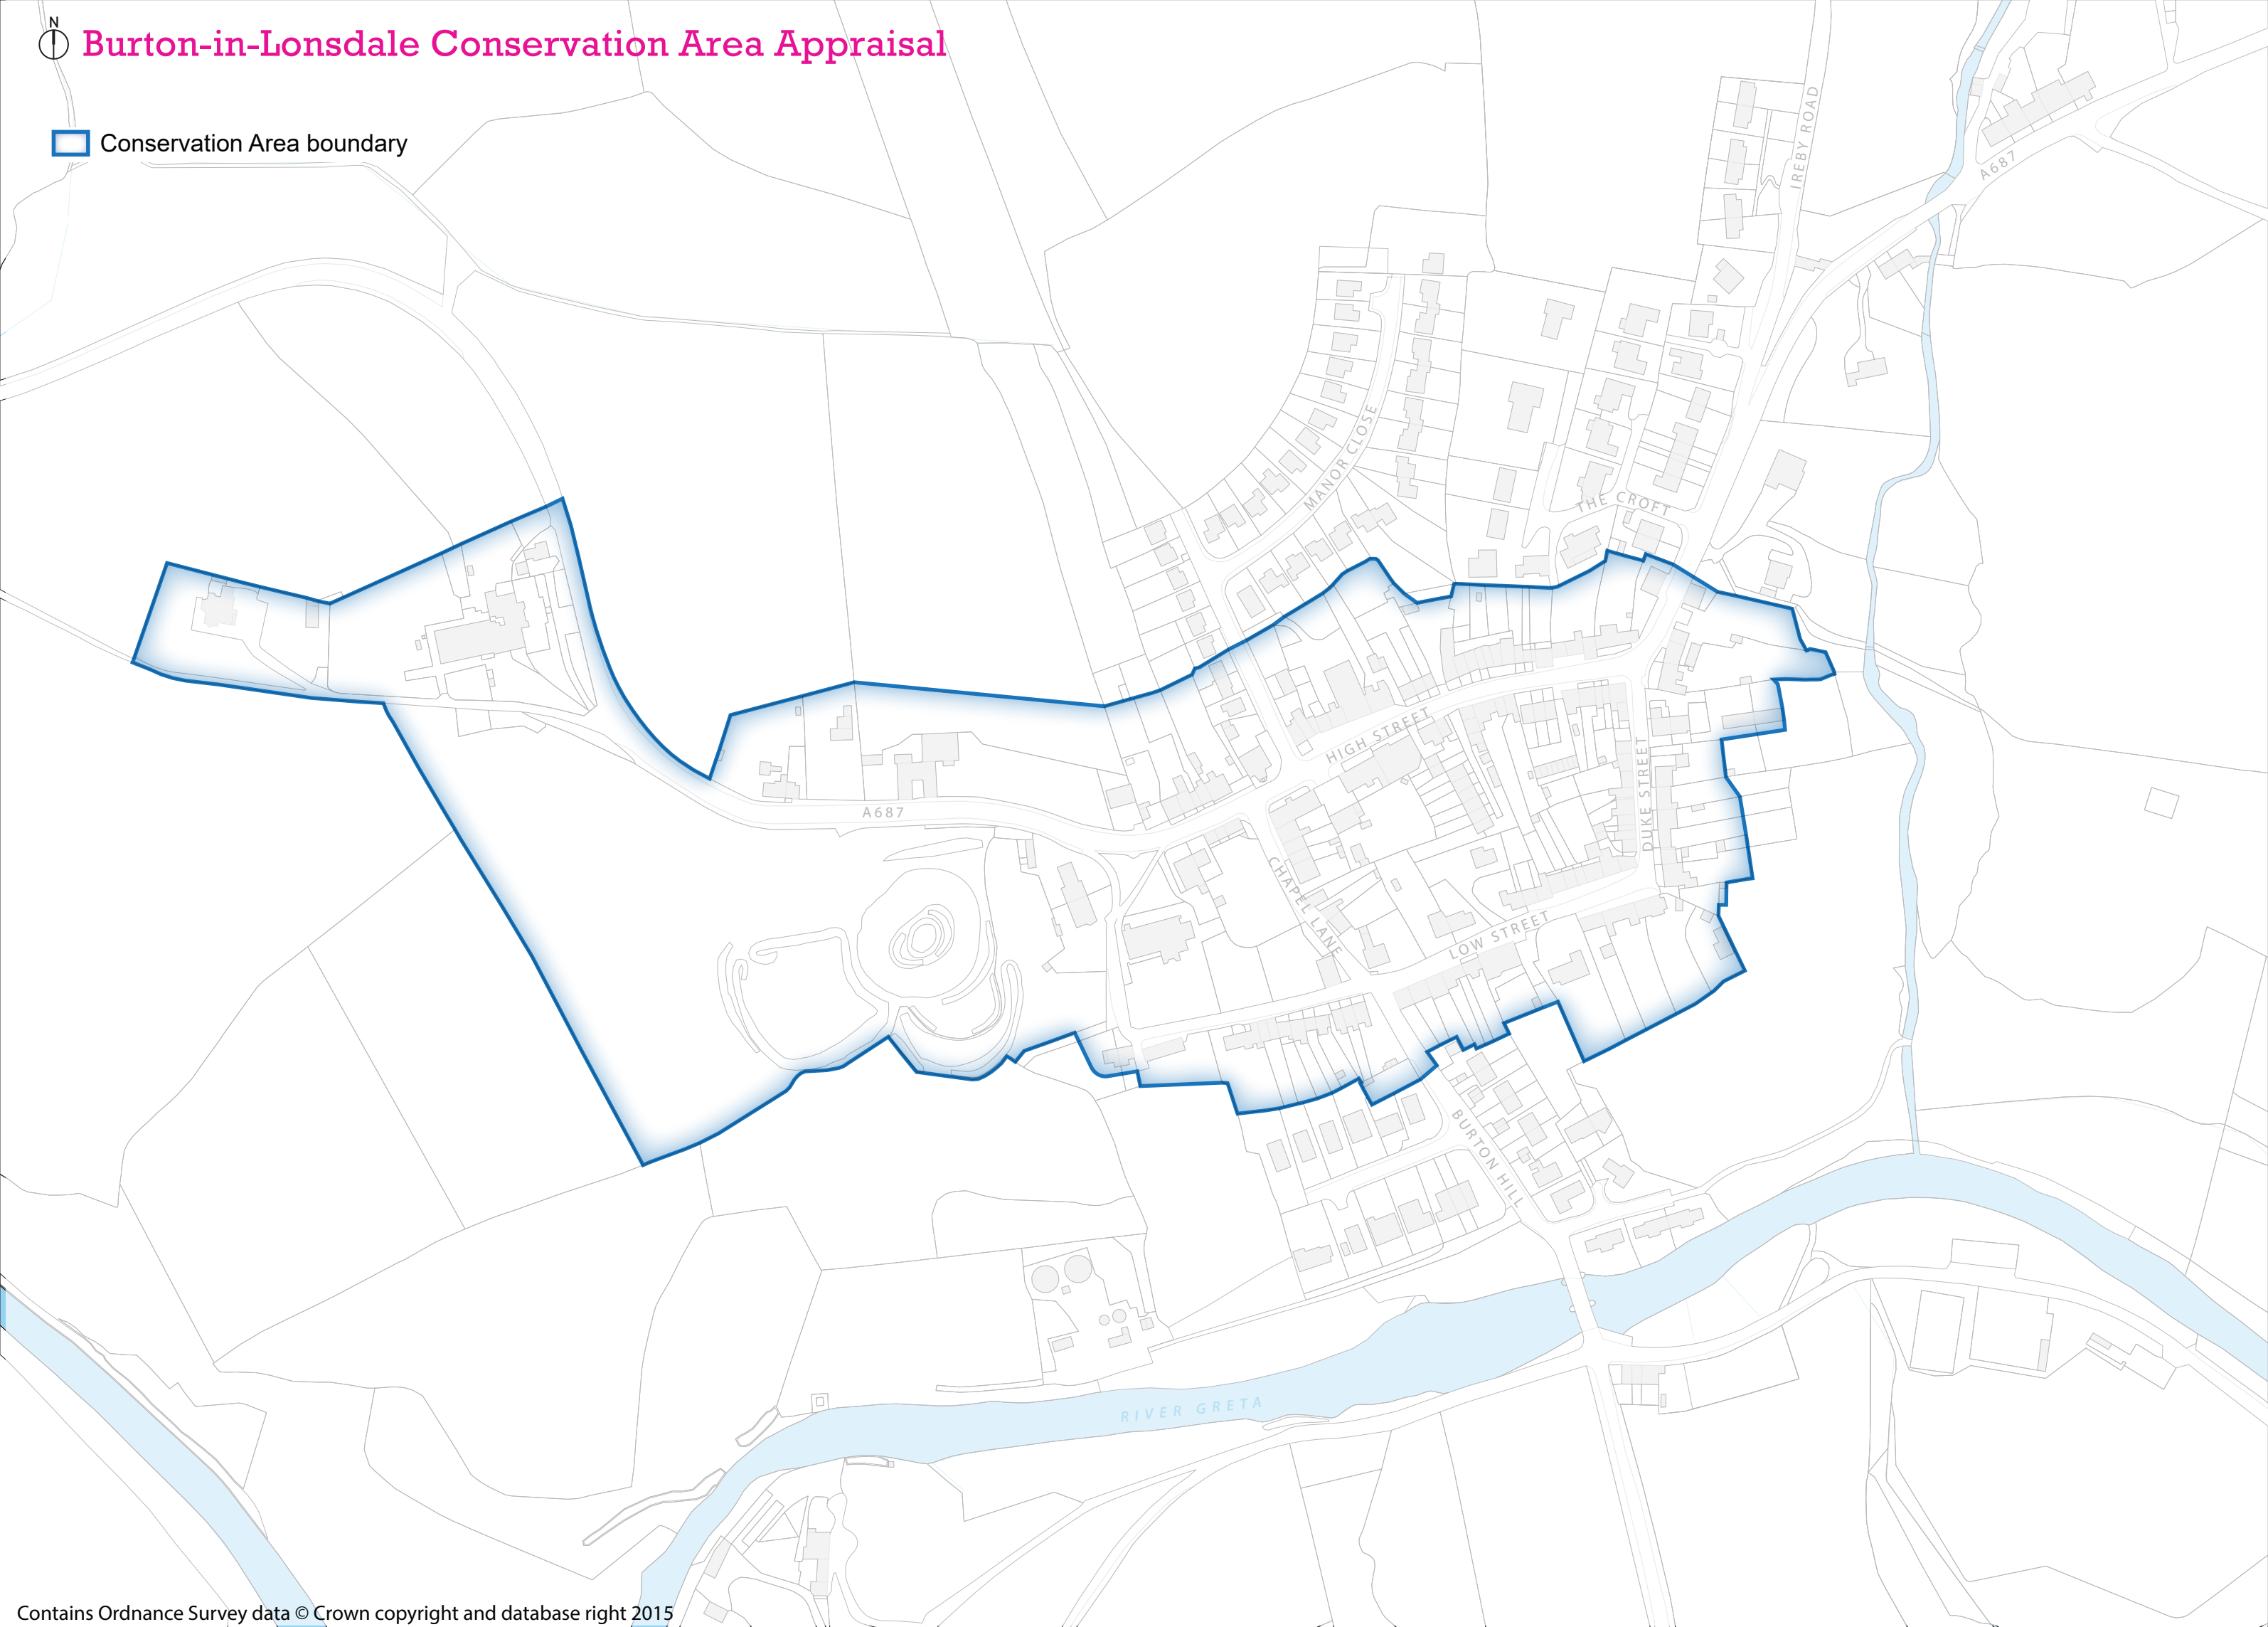 N
Burton-in-Lonsdale Conservation Area Appraisal
Conservation Area boundary
IREBY ROAD
A687
MANOR CLOSE
THE CROFT
HIGH STREET
DUKE STREET
A687
CHAPEL LANE
LOW STREET
BURTON HILL
RIVER GRETA
Contains Ordnance Survey data © Crown copyright and database right 2015